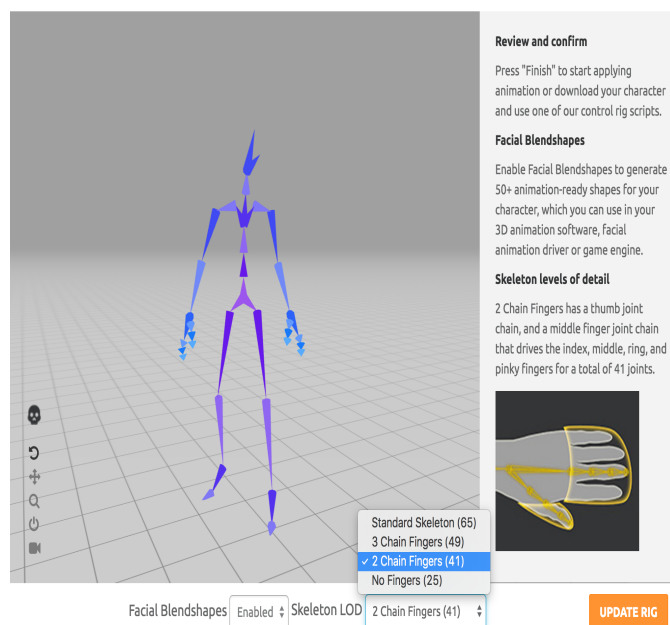 Review and confirm
Press "Finish" to start applying
animation or download your character
and use one of our control rig scripts.
Facial Blendshapes
Enable Facial Blendshapes to generate
50+ animation-ready shapes for your
character, which you can use in your
3D animation software, facial
animation driver or game engine.
Skeleton levels of detail
2 Chain Fingers has a thumb joint
chain, and a middle finger joint chain
that drives the index, middle, ring, and
pinky fingers for a total of 41 joints.
Standard Skeleton (65)
3 Chain Fingers (49)
✓ 2 Chain Fingers (41)
No Fingers (25)
Facial Blendshapes Enabled Skeleton LOD 2 Chain Fingers (41) UPDATE RIG